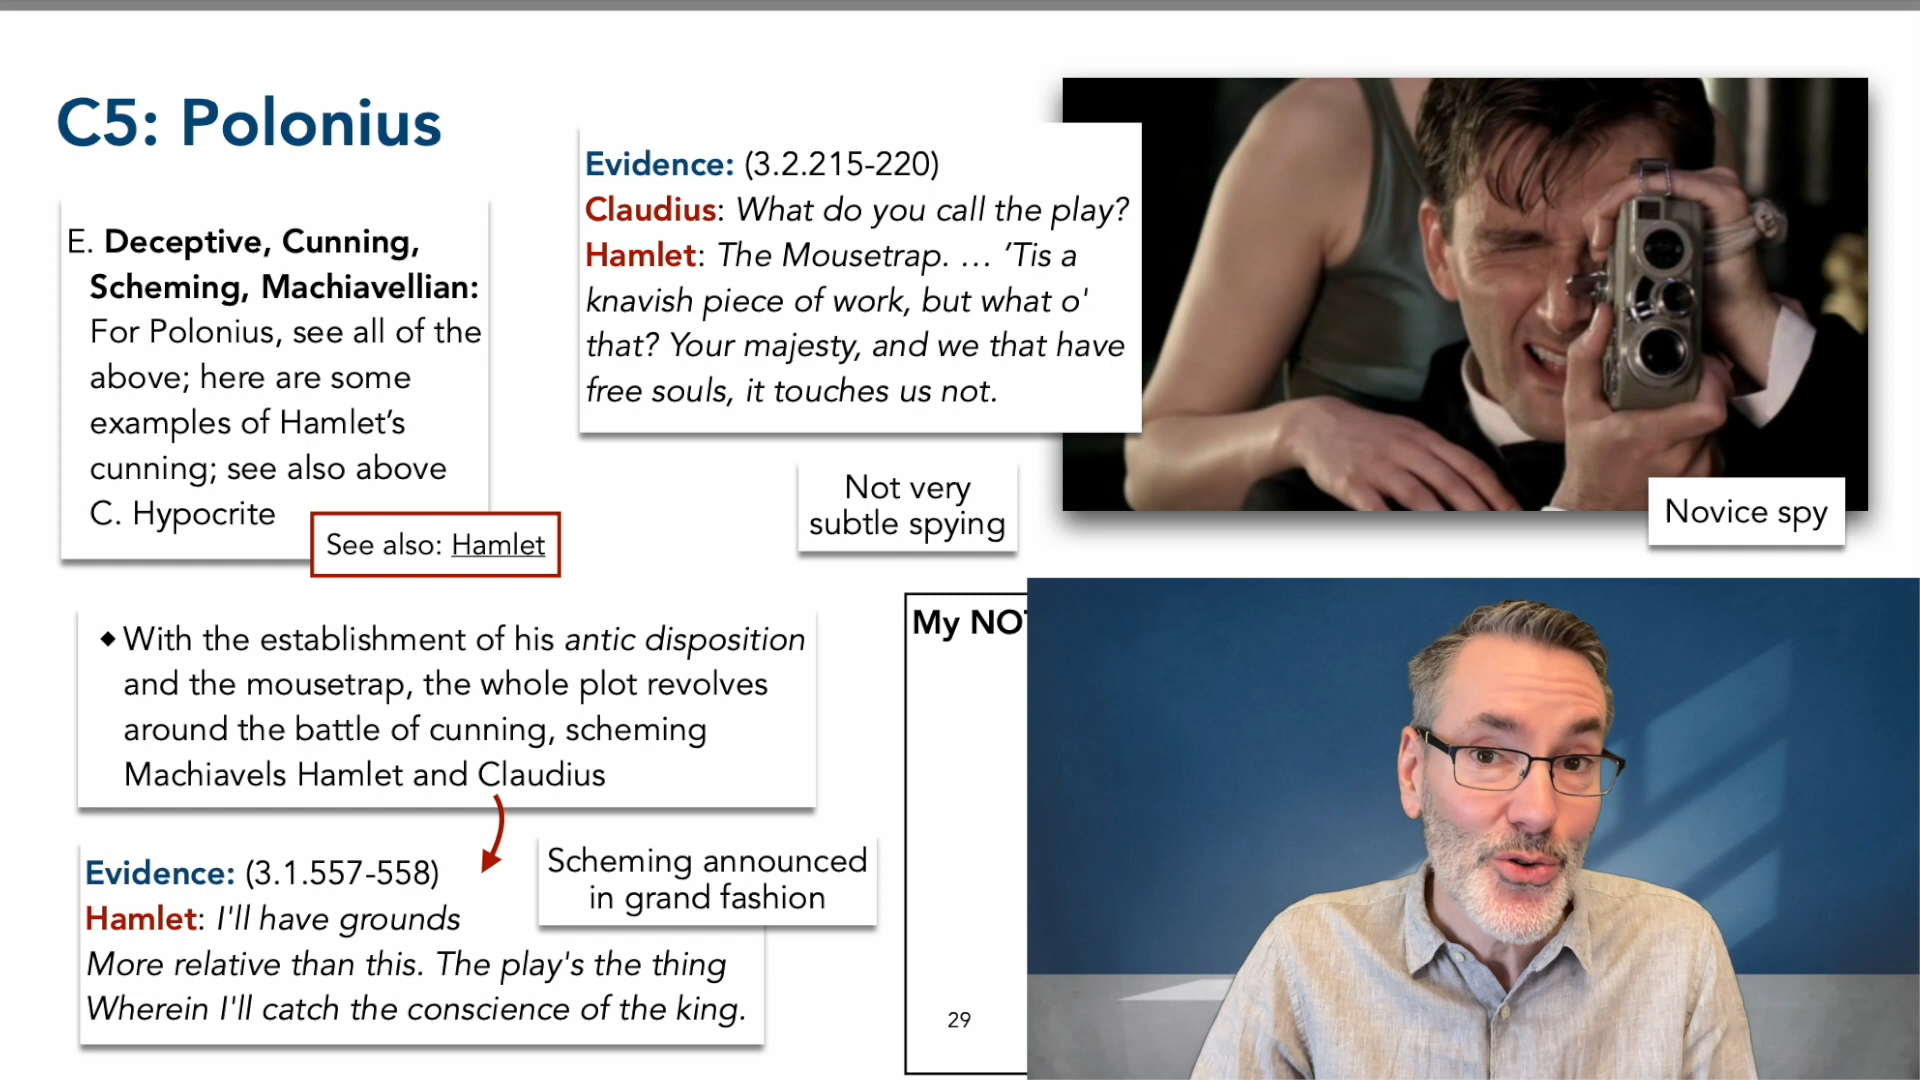 C5: Polonius
E. Deceptive, Cunning,
Scheming, Machiavellian:
For Polonius, see all of the
above; here are some
examples of Hamlet’s
cunning; see also above
C. Hypocrite
See also: Hamlet
Evidence: (3.2.215-220)
Claudius: What do you call the play?
Hamlet: The Mousetrap. … ’Tis a
knavish piece of work, but what o'
that? Your majesty, and we that have
free souls, it touches us not.
Not very
subtle spying
Novice spy
◆ With the establishment of his antic disposition
and the mousetrap, the whole plot revolves
around the battle of cunning, scheming
Machiavels Hamlet and Claudius
Evidence: (3.1.557-558)
Hamlet: I'll have grounds
More relative than this. The play's the thing
Wherein I'll catch the conscience of the king.
Scheming announced
in grand fashion
My NO
29